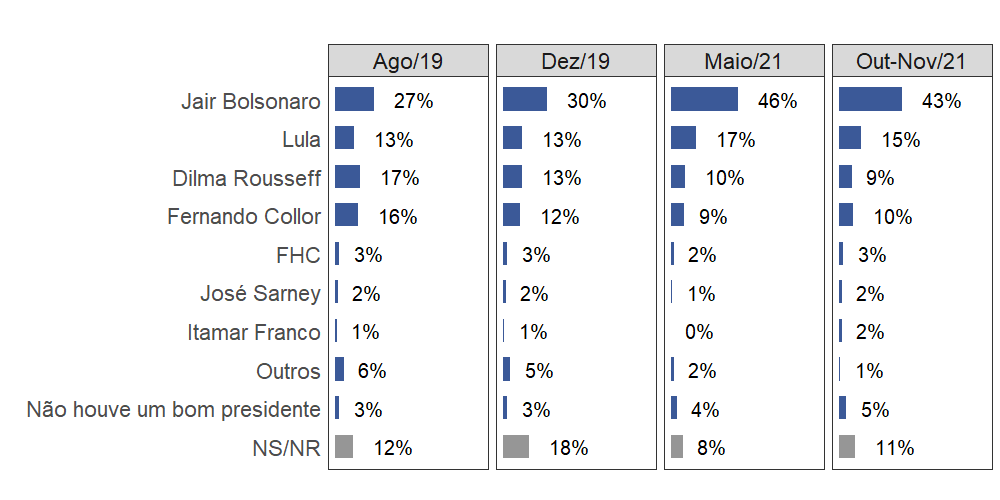 Ago/19 Dez/19 Maio/21 Out-Nov/21
Jair Bolsonaro 27% 30% 46% 43%
Lula 13% 13% 17% 15%
Dilma Rousseff 17% 13% 10% 9%
Fernando Collor 16% 12% 9% 10%
FHC 3% 3% 2% 3%
José Sarney 2% 2% 1% 2%
Itamar Franco 1% 1% 0% 2%
Outros 6% 5% 2% 1%
Não houve um bom presidente 3% 3% 4% 5%
NS/NR 12% 18% 8% 11%